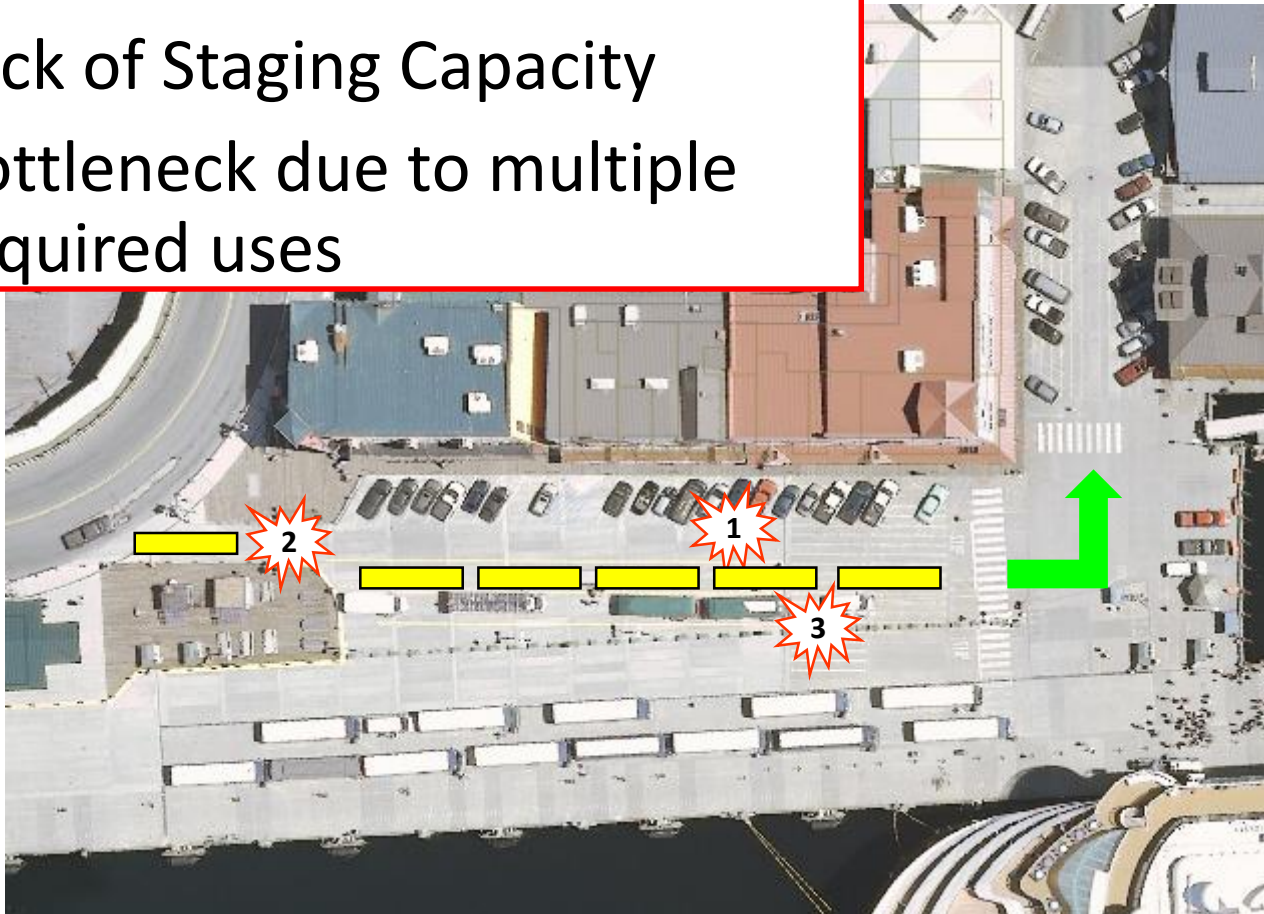 ck of Staging Capacity
ottleneck due to multiple
quired uses
1
2
3